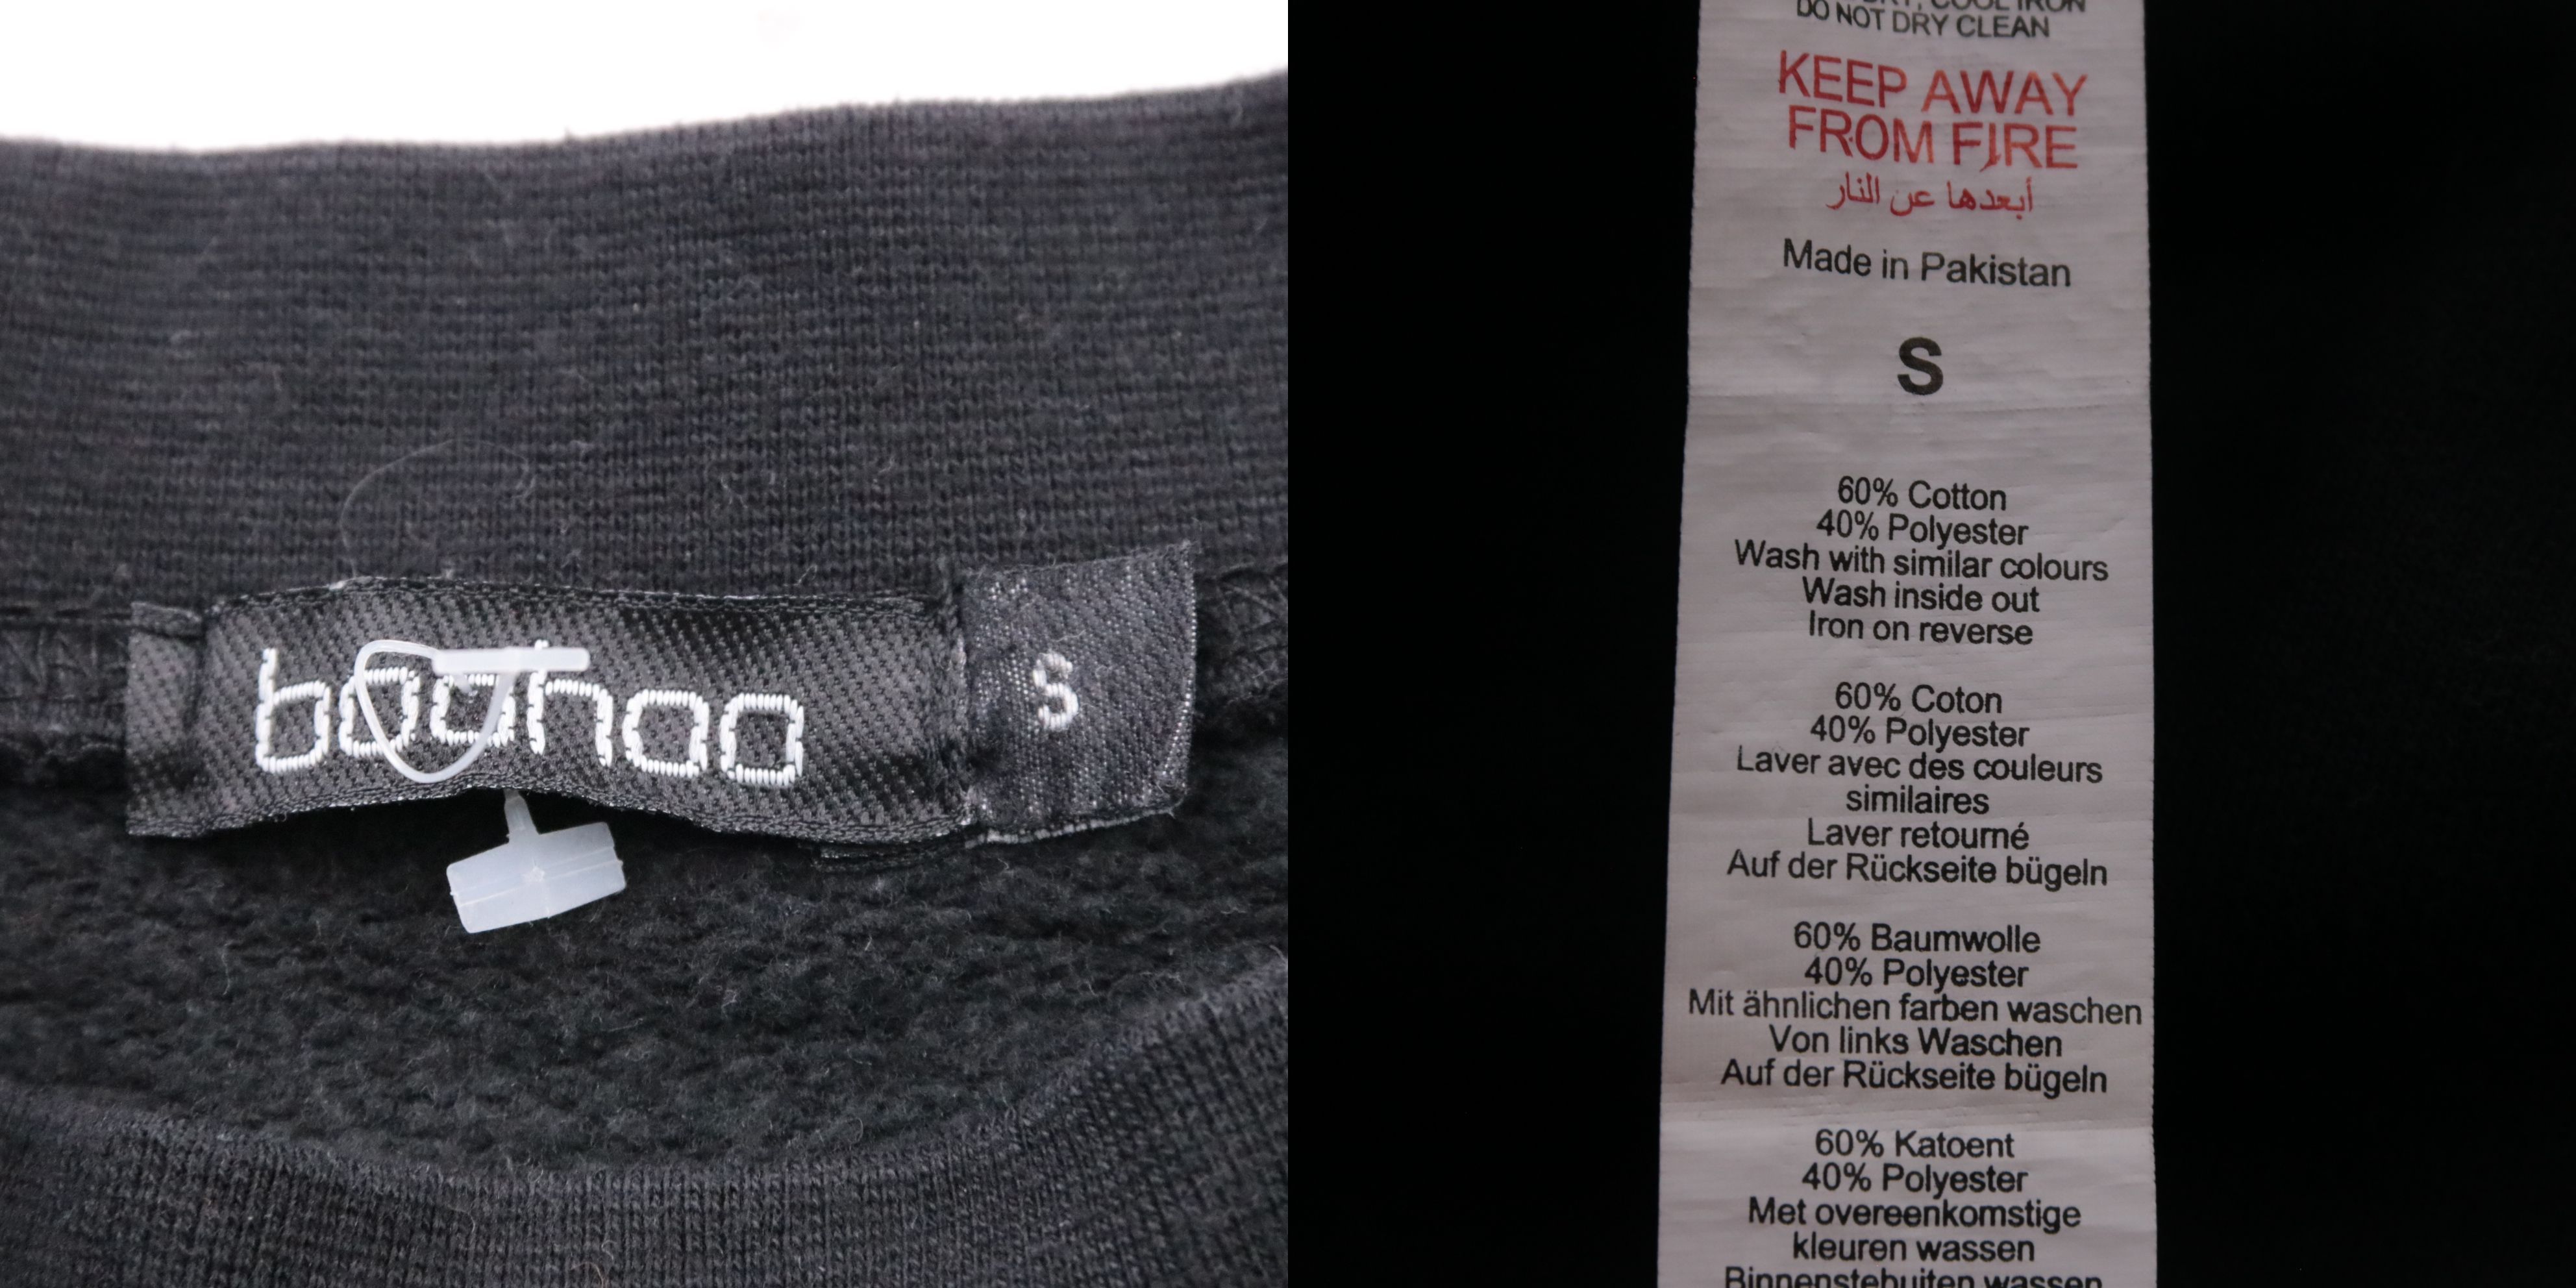 boohoo
S
DO NOT DRY CLEAN
KEEP AWAY
FROM FIRE
أبعدها عن النار
Made in Pakistan
S
60% Cotton
40% Polyester
Wash with similar colours
Wash inside out
Iron on reverse
60% Coton
40% Polyester
Laver avec des couleurs
similaires
Laver retourné
Auf der Rückseite bügeln
60% Baumwolle
40% Polyester
Mit ähnlichen farben waschen
Von links Waschen
Auf der Rückseite bügeln
60% Katoent
40% Polyester
Met overeenkomstige
kleuren wassen
Binnenstebuiten wassen